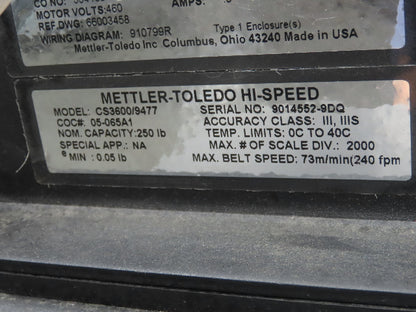 MOTOR VOLTS:460 AMPS:
REF.DWG: 66003458
WIRING DIAGRAM: 910799R Type 1 Enclosure(s)
Mettler-Toledo Inc Columbus, Ohio 43240 Made in USA
METTLER-TOLEDO HI-SPEED
MODEL: CS3600/9477 SERIAL NO: 9014552-9DQ
COC#: 05-065A1 ACCURACY CLASS: III, IIIS
NOM. CAPACITY: 250 lb TEMP. LIMITS: 0C TO 40C
SPECIAL APP.: NA MAX. # OF SCALE DIV.: 2000
e MIN : 0.05 lb MAX. BELT SPEED: 73m/min(240 fpm